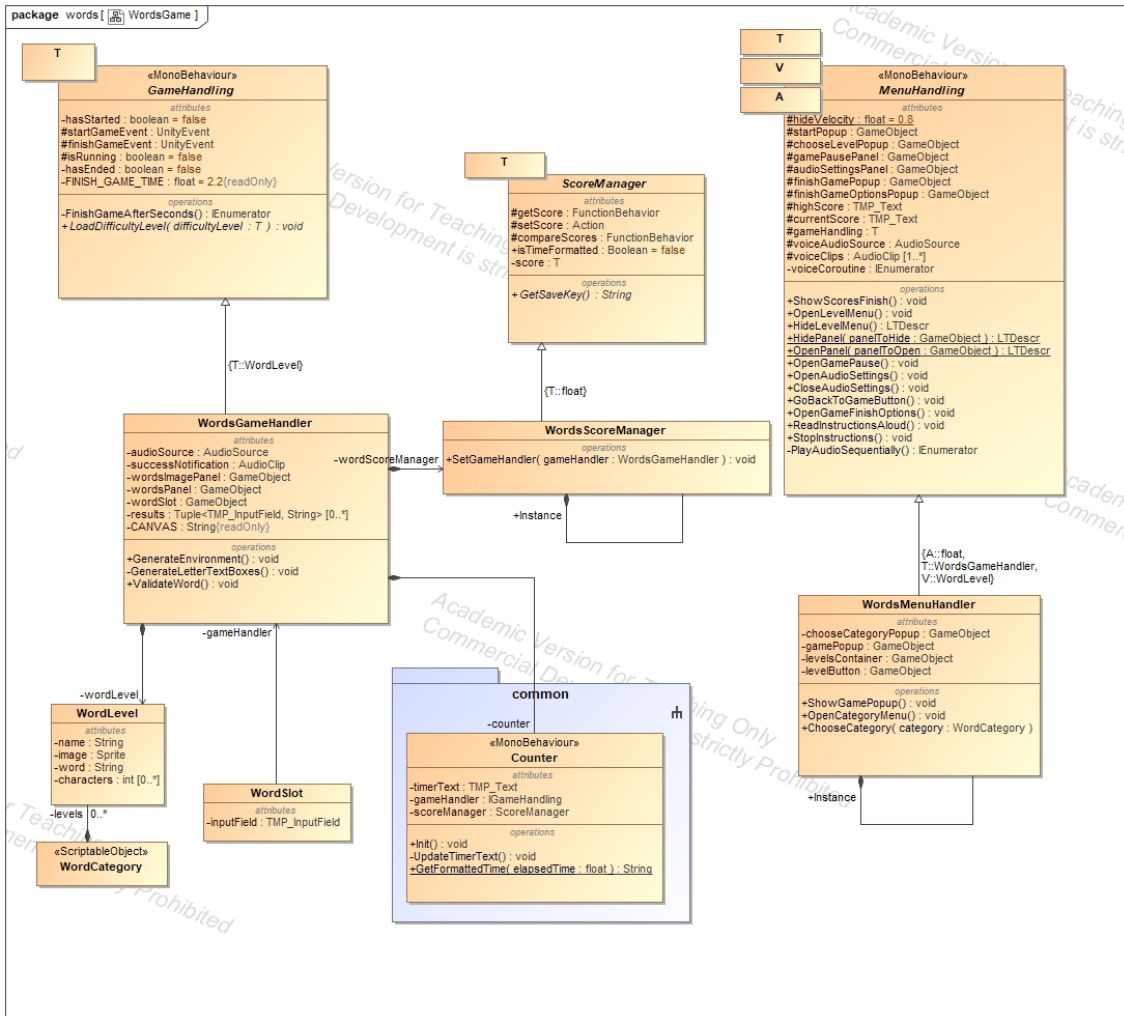 package words [ WordsGame ]
T
«MonoBehaviour»
GameHandling
attributes
-hasStarted : boolean = false
#startGameEvent : UnityEvent
#finishGameEvent : UnityEvent
#isRunning : boolean = false
-hasEnded : boolean = false
-FINISH_GAME_TIME : float = 2.2{readOnly}
operations
-FinishGameAfterSeconds() : IEnumerator
+LoadDifficultyLevel( difficultyLevel : T ) : void
{T::WordLevel}
T
ScoreManager
attributes
#getScore : FunctionBehavior
#setScore : Action
#compareScores : FunctionBehavior
+isTimeFormatted : Boolean = false
-score : T
operations
+GetSaveKey() : String
{T::float}
T
V
A
«MonoBehaviour»
MenuHandling
attributes
#hideVelocity : float = 0.8
#startPopup : GameObject
#chooseLevelPopup : GameObject
#gamePausePanel : GameObject
#audioSettingsPanel : GameObject
#finishGamePopup : GameObject
#finishGameOptionsPopup : GameObject
#highScore : TMP_Text
#currentScore : TMP_Text
#gameHandling : T
#voiceAudioSource : AudioSource
#voiceClips : AudioClip [1..*]
-voiceCoroutine : IEnumerator
operations
+ShowScoresFinish() : void
+OpenLevelMenu() : void
+HideLevelMenu() : LTDescr
+HidePanel( panelToHide : GameObject ) : LTDescr
+OpenPanel( panelToOpen : GameObject ) : LTDescr
+OpenGamePause() : void
+OpenAudioSettings() : void
+CloseAudioSettings() : void
+GoBackToGameButton() : void
+OpenGameFinishOptions() : void
+ReadInstructionsAloud() : void
+StopInstructions() : void
-PlayAudioSequentially() : IEnumerator
{A::float,
T::WordsGameHandler,
V::WordLevel}
WordsGameHandler
attributes
-audioSource : AudioSource
-successNotification : AudioClip
-wordsImagePanel : GameObject
-wordsPanel : GameObject
-wordSlot : GameObject
-results : Tuple<TMP_InputField, String> [0..*]
-CANVAS : String{readOnly}
operations
+GenerateEnvironment() : void
-GenerateLetterTextBoxes() : void
+ValidateWord() : void
-wordScoreManager
WordsScoreManager
operations
+SetGameHandler( gameHandler : WordsGameHandler ) : void
+Instance
-gameHandler
-wordLevel
WordLevel
attributes
-name : String
-image : Sprite
-word : String
-characters : int [0..*]
-levels 0..*
«ScriptableObject»
WordCategory
WordSlot
attributes
-inputField : TMP_InputField
common
-counter
«MonoBehaviour»
Counter
attributes
-timerText : TMP_Text
-gameHandler : IGameHandling
-scoreManager : ScoreManager
operations
+Init() : void
-UpdateTimerText() : void
+GetFormattedTime( elapsedTime : float ) : String
WordsMenuHandler
attributes
-chooseCategoryPopup : GameObject
-gamePopup : GameObject
-levelsContainer : GameObject
-levelButton : GameObject
operations
+ShowGamePopup() : void
+OpenCategoryMenu() : void
+ChooseCategory( category : WordCategory )
+Instance